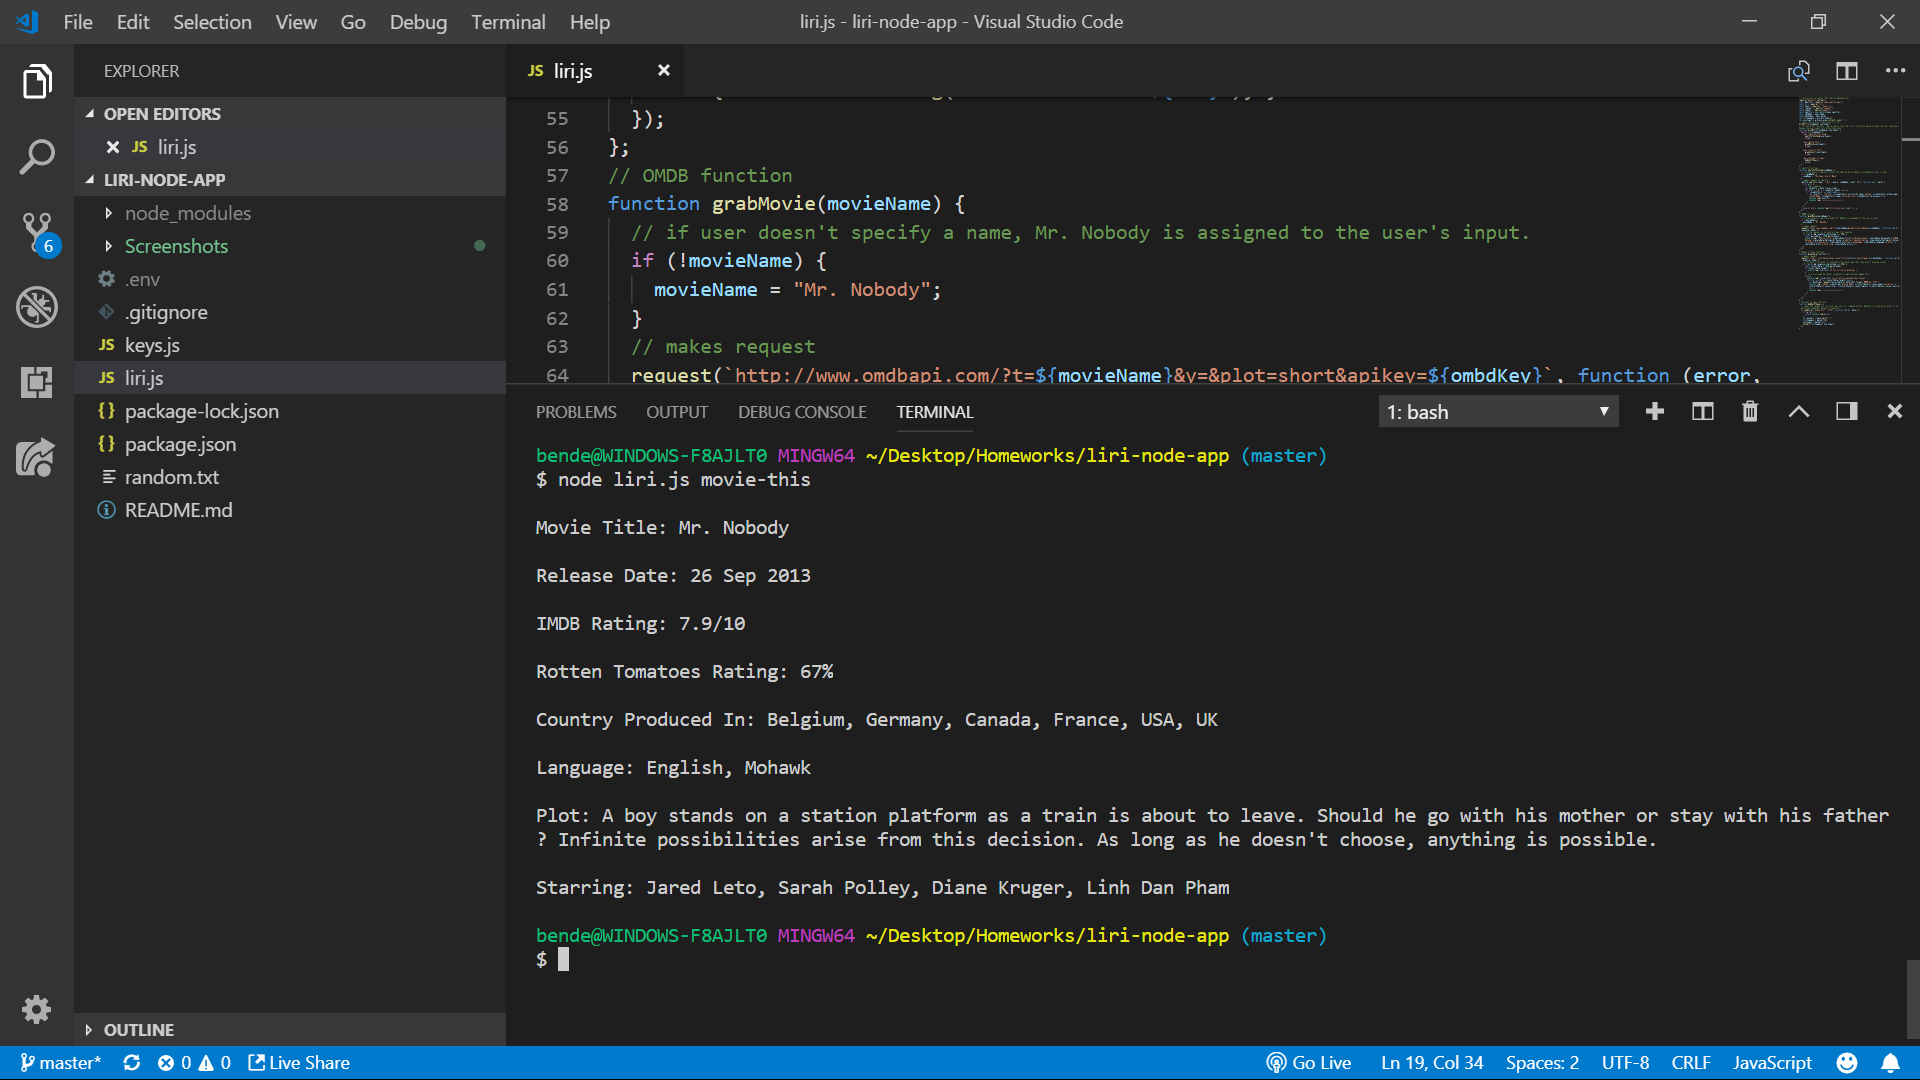 File Edit Selection View Go Debug Terminal Help
liri.js - liri-node-app - Visual Studio Code
EXPLORER
OPEN EDITORS
JS liri.js
LIRI-NODE-APP
node_modules
Screenshots
.env
.gitignore
JS keys.js
JS liri.js
{} package-lock.json
{} package.json
random.txt
README.md
OUTLINE
6
JS liri.js
55 });
56 };
57 // OMDB function
58 function grabMovie(movieName) {
59 // if user doesn't specify a name, Mr. Nobody is assigned to the user's input.
60 if (!movieName) {
61 movieName = "Mr. Nobody";
62 }
63 // makes request
64 request(`http://www.omdbapi.com/?t=${movieName}&y=&plot=short&apikey=${ombdKey}`, function (error,
PROBLEMS OUTPUT DEBUG CONSOLE TERMINAL
1: bash
bende@WINDOWS-F8AJLT0 MINGW64 ~/Desktop/Homeworks/liri-node-app (master)
$ node liri.js movie-this
Movie Title: Mr. Nobody
Release Date: 26 Sep 2013
IMDB Rating: 7.9/10
Rotten Tomatoes Rating: 67%
Country Produced In: Belgium, Germany, Canada, France, USA, UK
Language: English, Mohawk
Plot: A boy stands on a station platform as a train is about to leave. Should he go with his mother or stay with his father
? Infinite possibilities arise from this decision. As long as he doesn't choose, anything is possible.
Starring: Jared Leto, Sarah Polley, Diane Kruger, Linh Dan Pham
bende@WINDOWS-F8AJLT0 MINGW64 ~/Desktop/Homeworks/liri-node-app (master)
$
master* 0 0 Live Share
Go Live Ln 19, Col 34 Spaces: 2 UTF-8 CRLF JavaScript